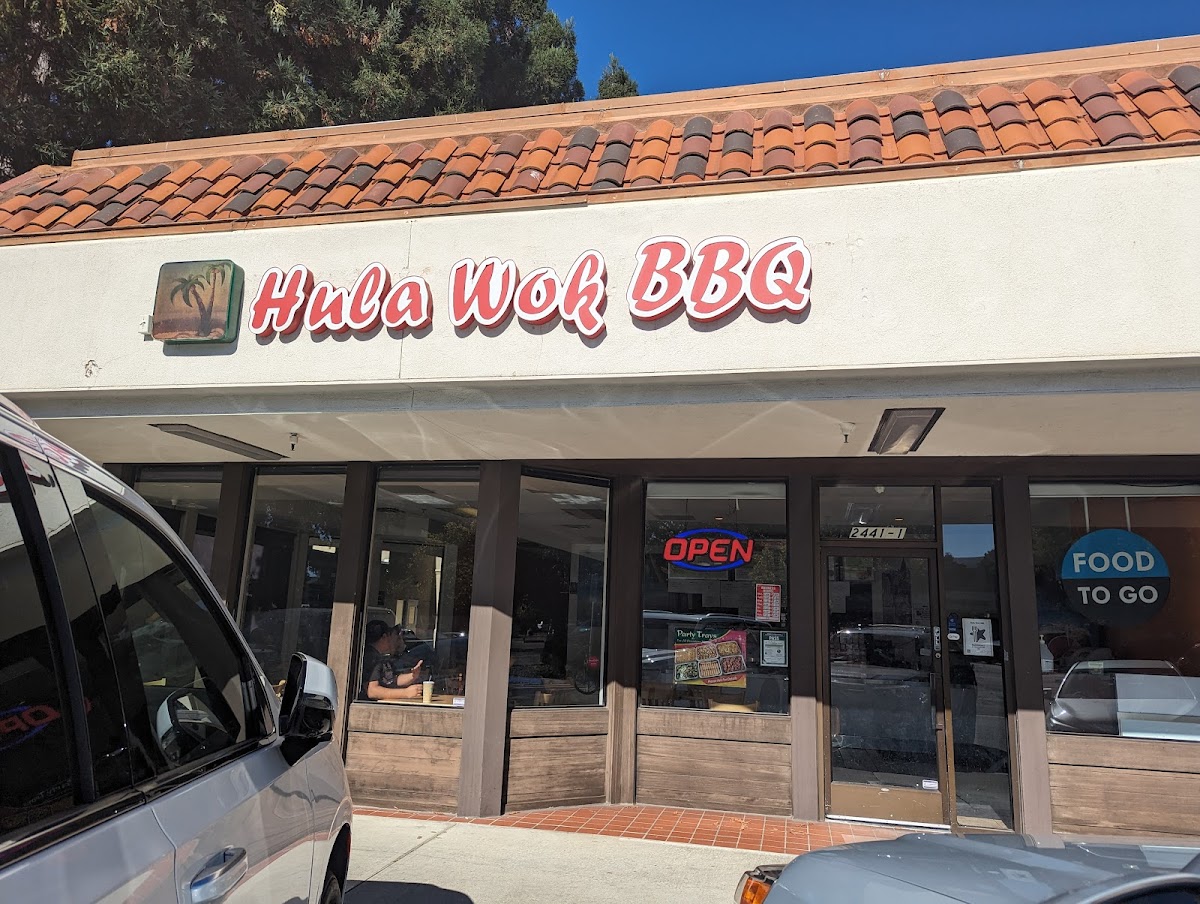 Hula Wok BBQ
OPEN
2441-1
FOOD
TO GO
Party Trays